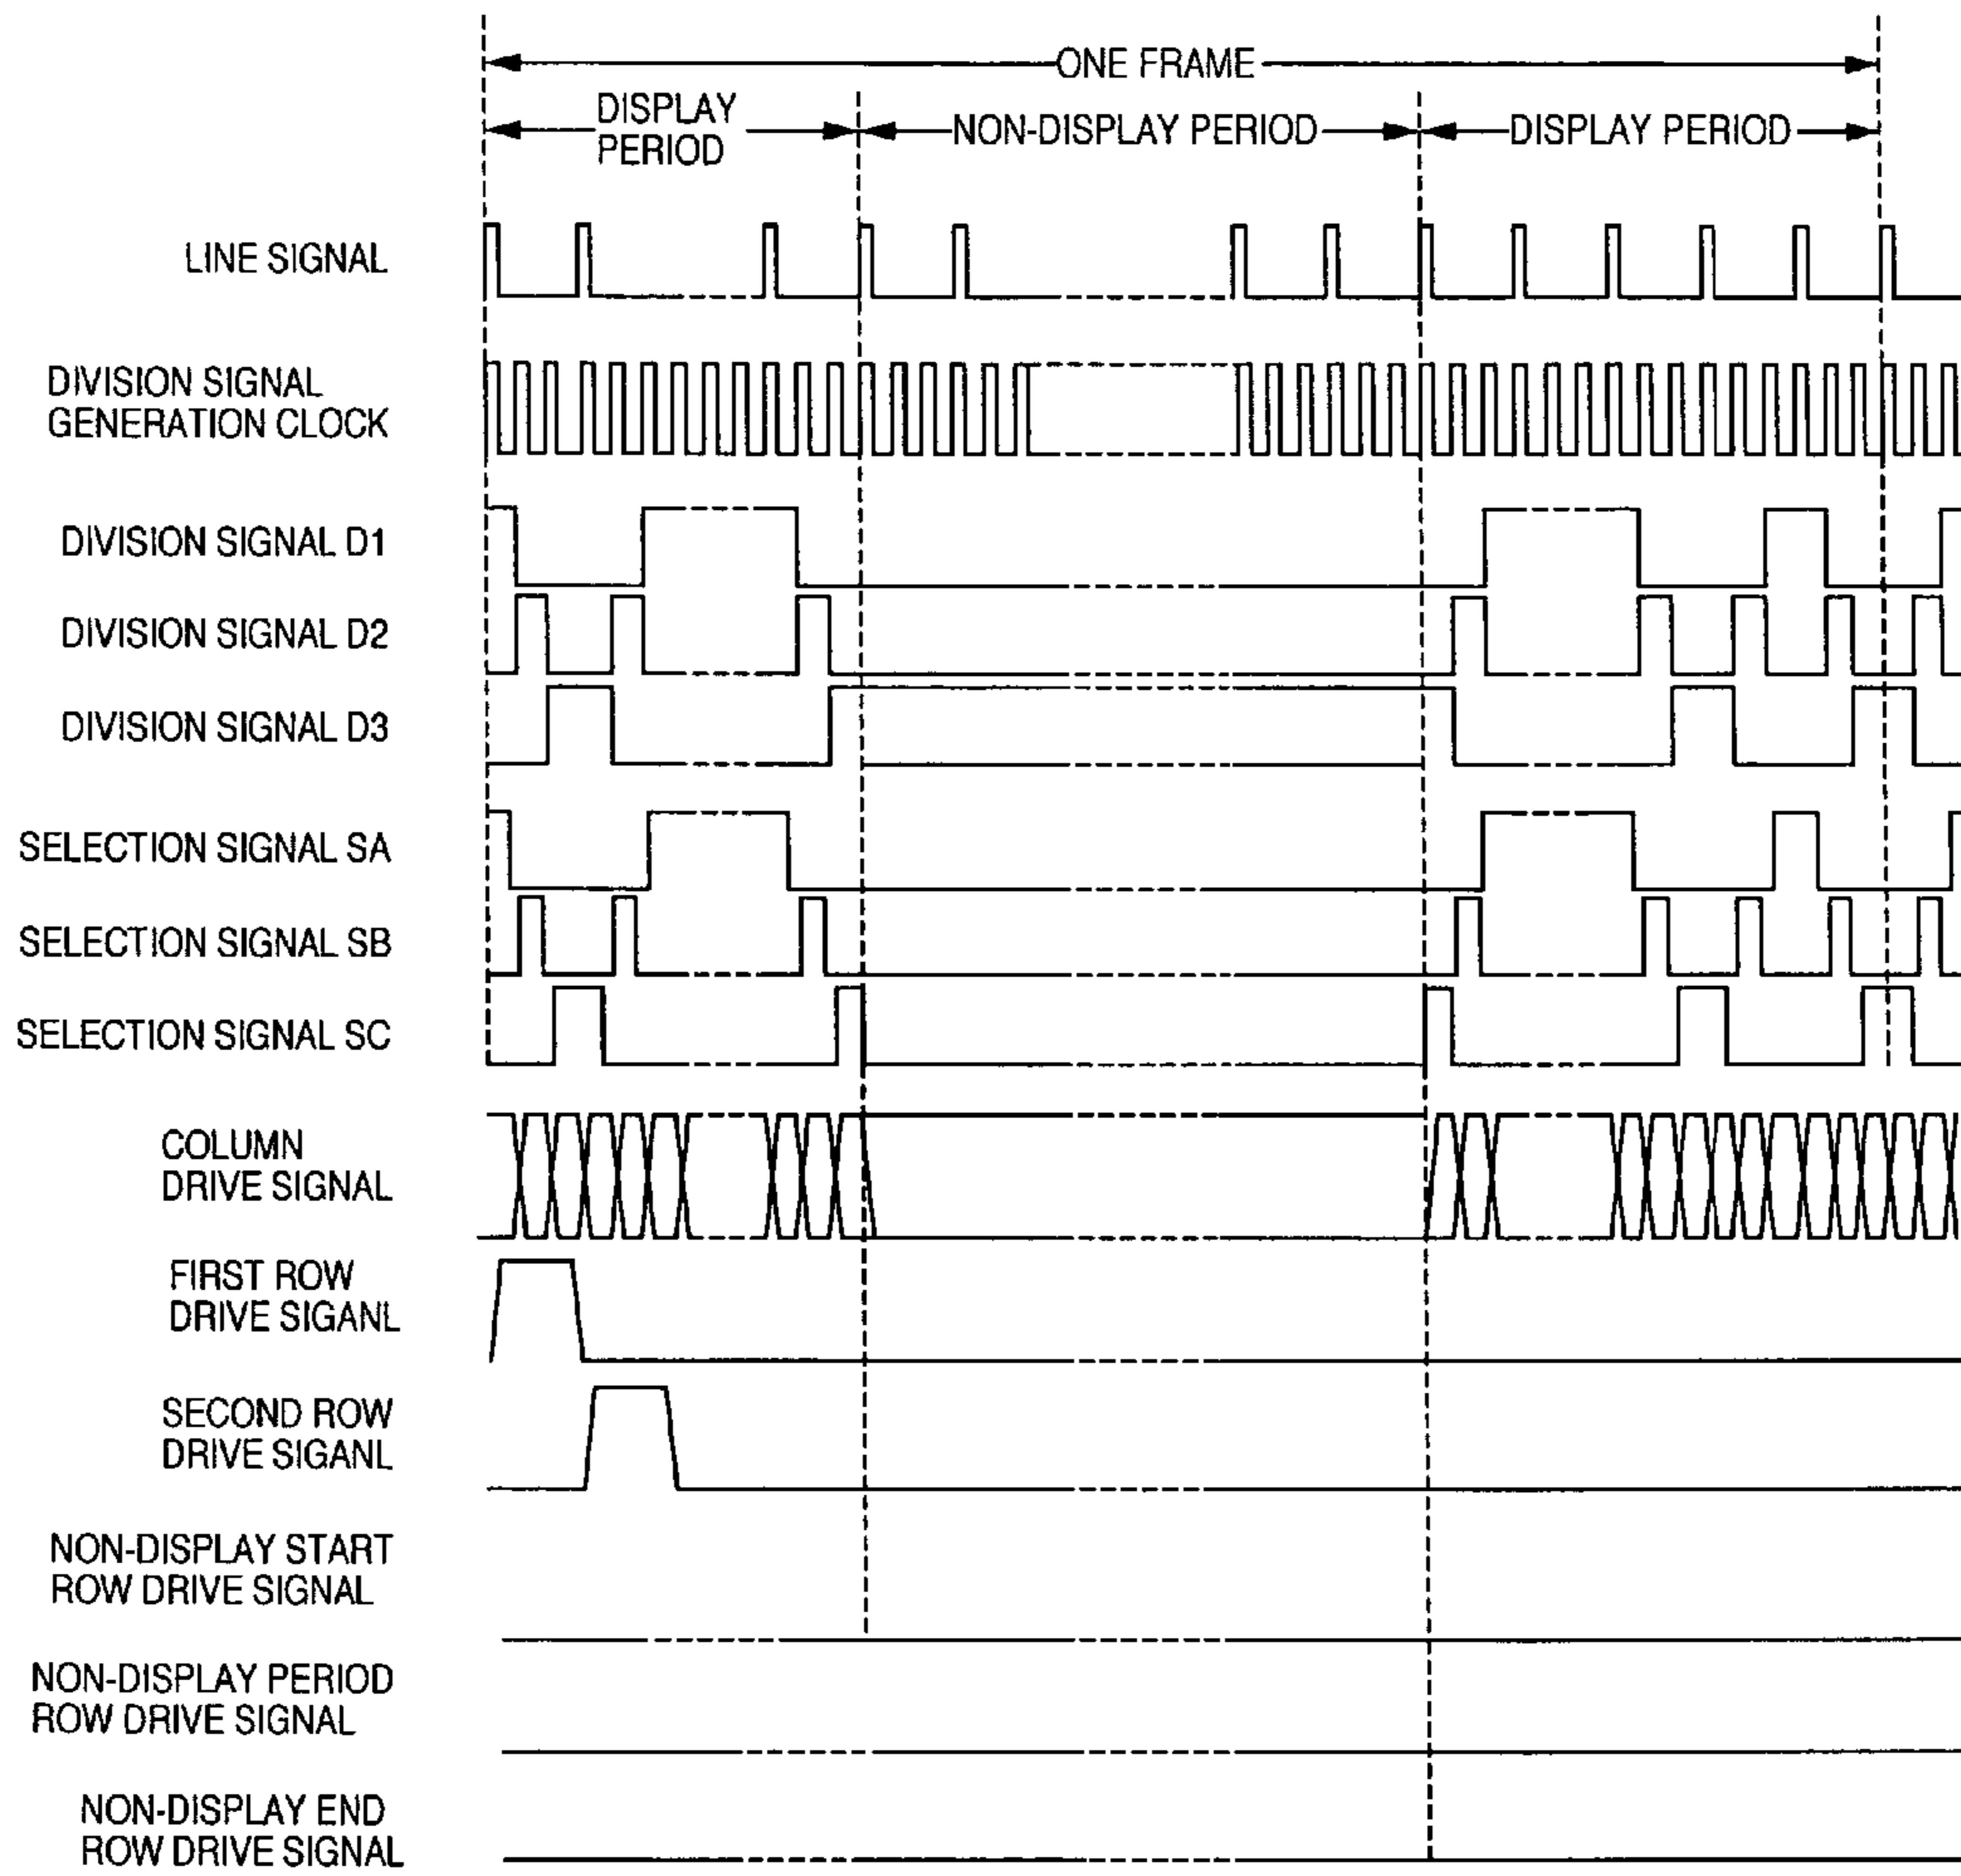 ONE FRAME
DISPLAY
PERIOD
NON-DISPLAY PERIOD
DISPLAY PERIOD
LINE SIGNAL
DIVISION SIGNAL
GENERATION CLOCK
DIVISION SIGNAL D1
DIVISION SIGNAL D2
DIVISION SIGNAL D3
SELECTION SIGNAL SA
SELECTION SIGNAL SB
SELECTION SIGNAL SC
COLUMN
DRIVE SIGNAL
FIRST ROW
DRIVE SIGANL
SECOND ROW
DRIVE SIGANL
NON-DISPLAY START
ROW DRIVE SIGNAL
NON-DISPLAY PERIOD
ROW DRIVE SIGNAL
NON-DISPLAY END
ROW DRIVE SIGNAL